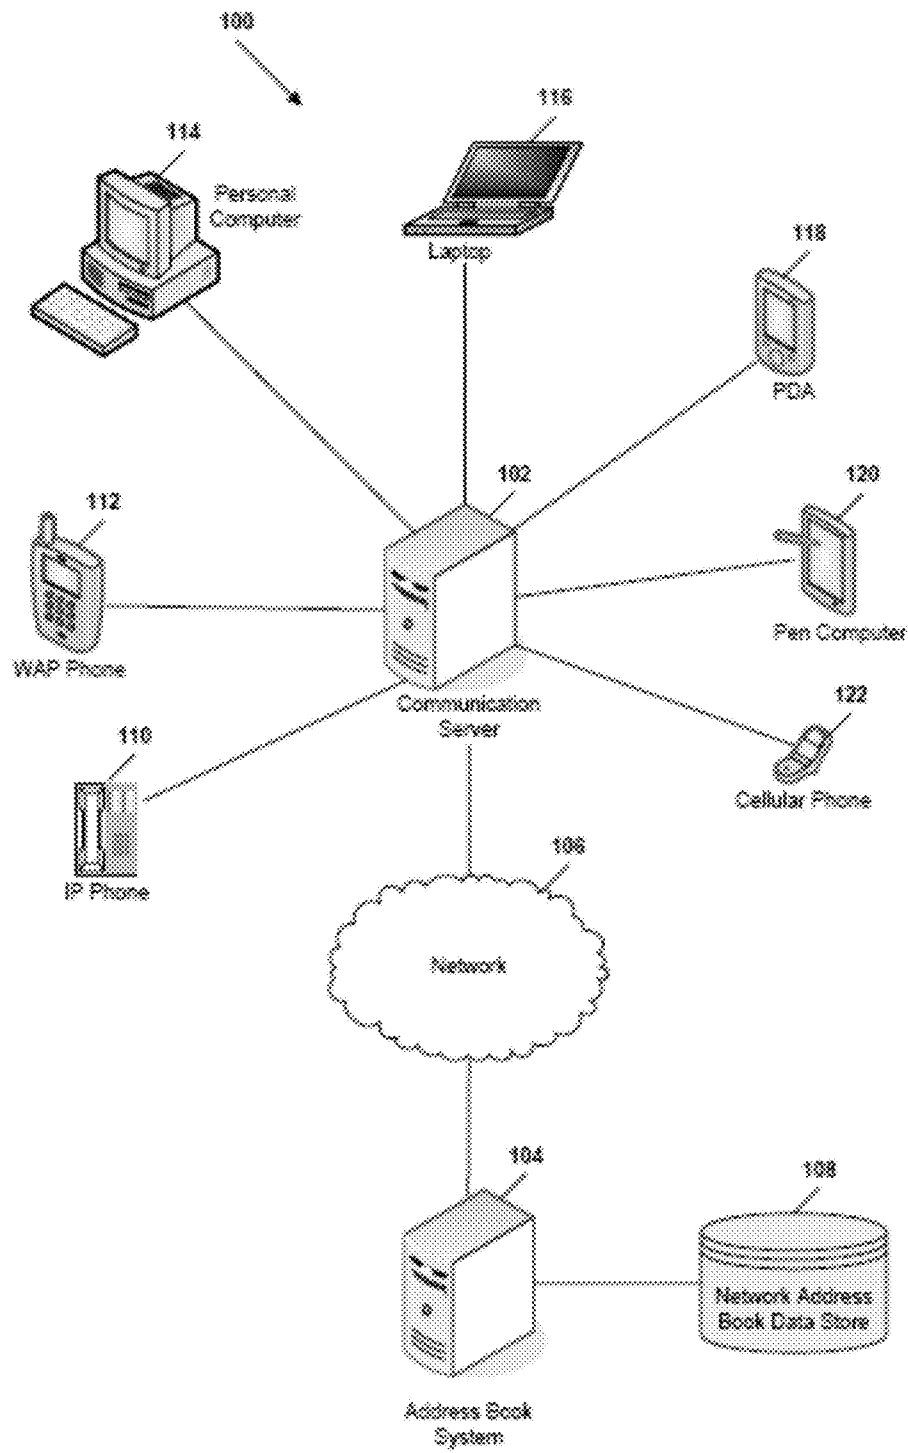 100
116
114
Personal
Computer
Laptop
118
PDA
102
120
112
Pen Computer
WAP Phone
Communication
Server
122
110
Cellular Phone
IP Phone
106
Network
104
108
Network Address
Book Data Store
Address Book
System